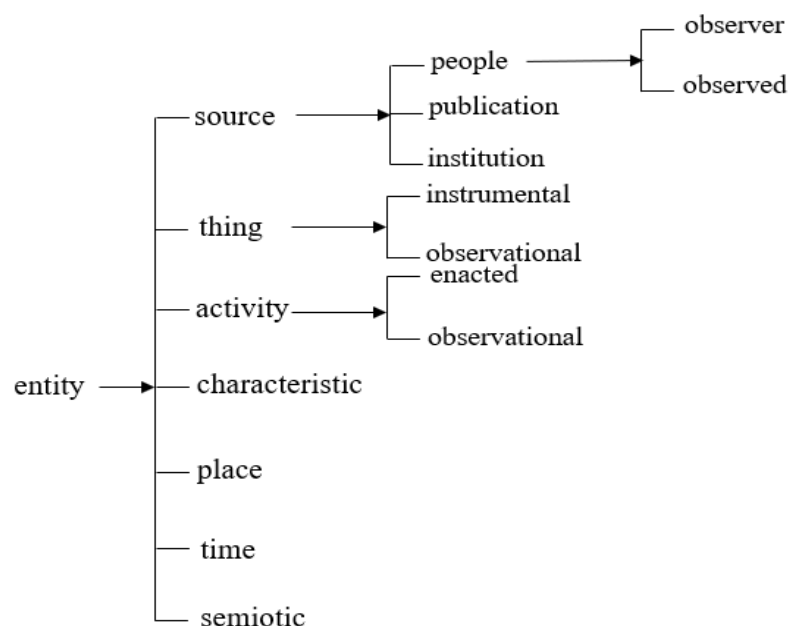 observer
people
observed
source
publication
institution
instrumental
thing
observational
enacted
activity
observational
entity
characteristic
place
time
semiotic